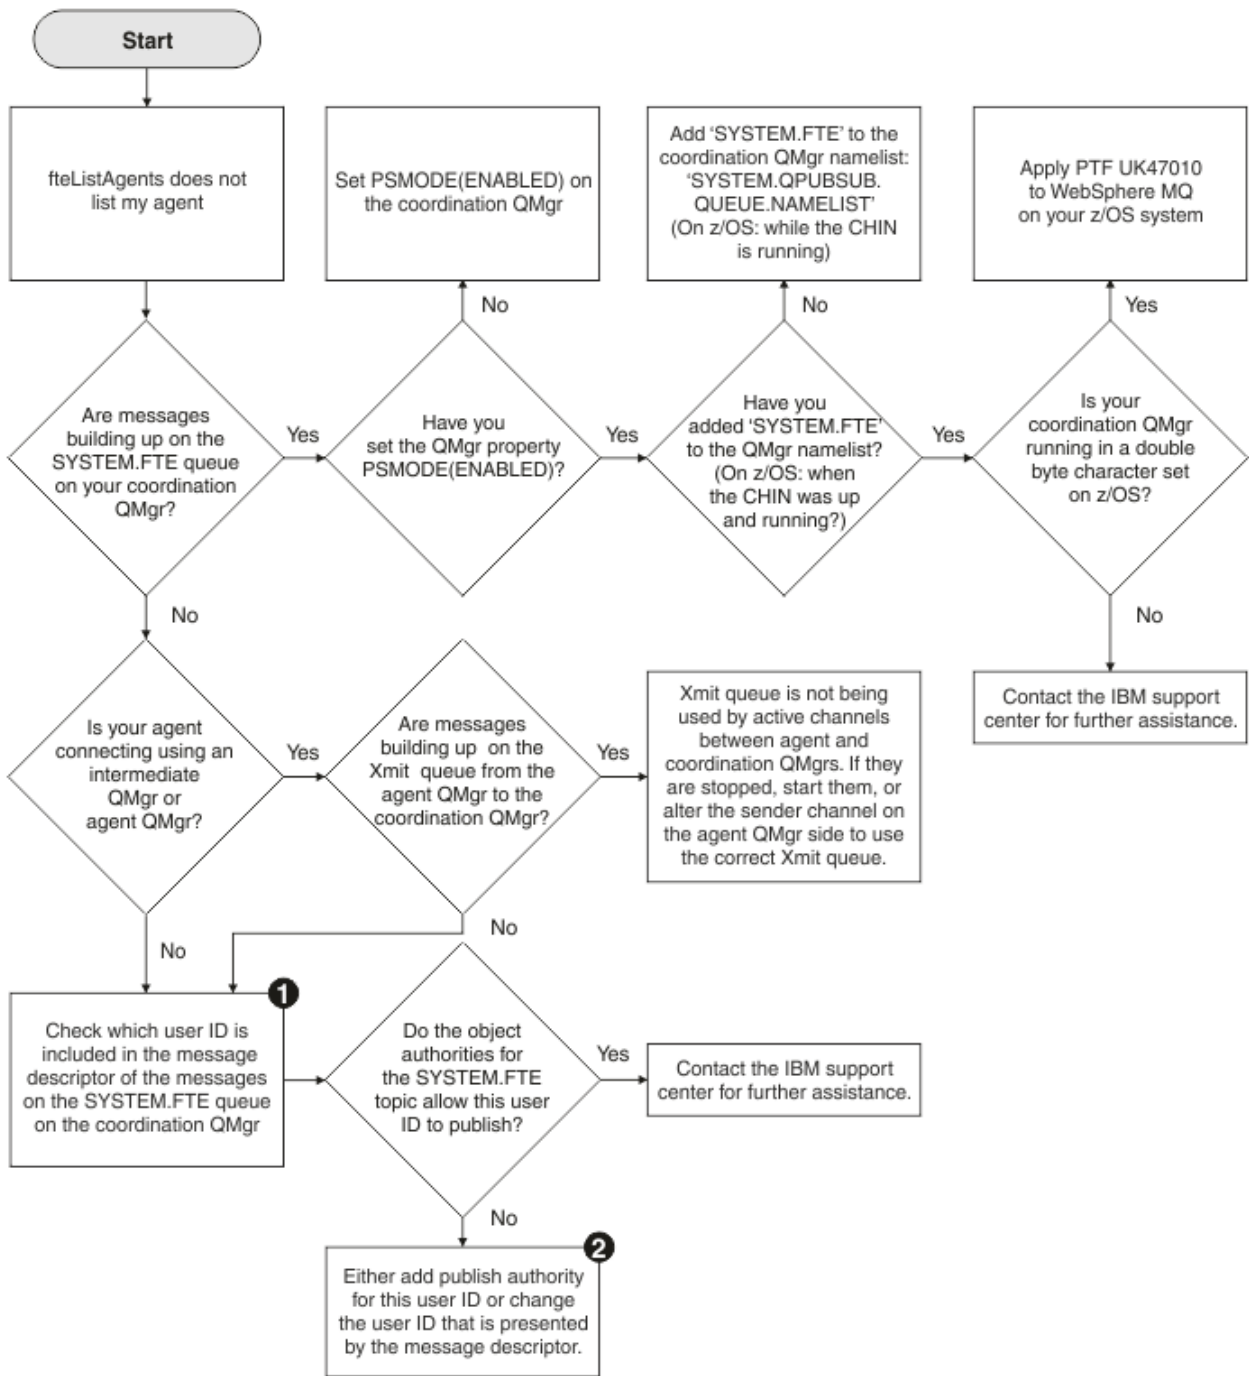 Start
fteListAgents does not
list my agent
Set PSMODE(ENABLED) on
the coordination QMgr
Add ‘SYSTEM.FTE’ to the
coordination QMgr namelist:
‘SYSTEM.QPUBSUB.
QUEUE.NAMELIST’
(On z/OS: while the CHIN
is running)
Apply PTF UK47010
to WebSphere MQ
on your z/OS system
No
No
Yes
Are messages
building up on the
SYSTEM.FTE queue
on your coordination
QMgr?
Yes
Have you
set the QMgr property
PSMODE(ENABLED)?
Yes
Have you
added ‘SYSTEM.FTE’
to the QMgr namelist?
(On z/OS: when
the CHIN was up
and running?)
Yes
Is your
coordination QMgr
running in a double
byte character set
on z/OS?
No
No
Is your agent
connecting using an
intermediate
QMgr or
agent QMgr?
Yes
Are messages
building up on the
Xmit queue from the
agent QMgr to the
coordination QMgr?
Yes
Xmit queue is not being
used by active channels
between agent and
coordination QMgrs. If they
are stopped, start them, or
alter the sender channel on
the agent QMgr side to use
the correct Xmit queue.
Contact the IBM support
center for further assistance.
No
No
1
Check which user ID is
included in the message
descriptor of the messages
on the SYSTEM.FTE queue
on the coordination QMgr
Do the object
authorities for
the SYSTEM.FTE
topic allow this user
ID to publish?
Yes
Contact the IBM support
center for further assistance.
No
2
Either add publish authority
for this user ID or change
the user ID that is presented
by the message descriptor.